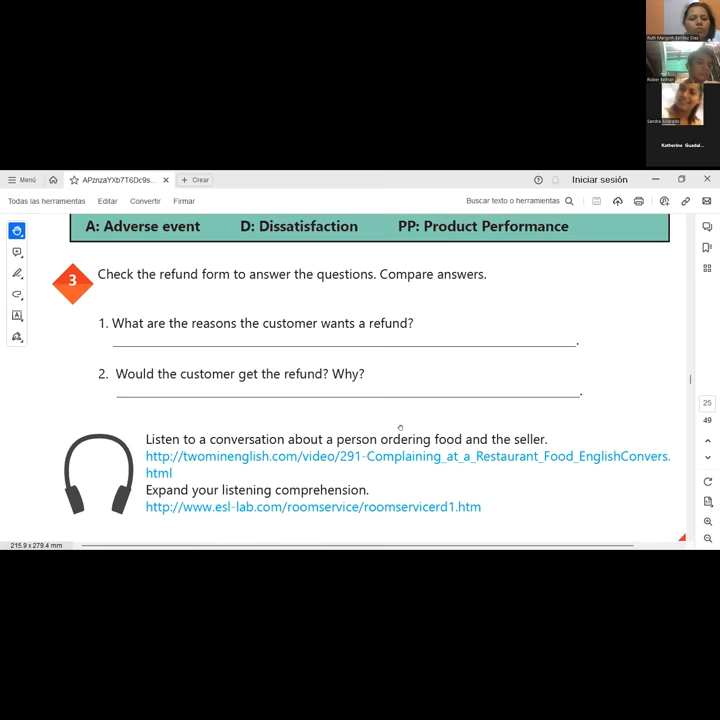 Ruth Margoth Benitez Diaz
Rolber Beltran
Sandra Alvarado
Katherine Guadal...
Menú
APznzaYXb7T6Dc9s...
Crear
Iniciar sesión
Todas las herramientas Editar Convertir Firmar Buscar texto o herramientas
A: Adverse event D: Dissatisfaction PP: Product Performance
3 Check the refund form to answer the questions. Compare answers.
1. What are the reasons the customer wants a refund?
2. Would the customer get the refund? Why?
25
49
Listen to a conversation about a person ordering food and the seller.
http://twominenglish.com/video/291-Complaining_at_a_Restaurant_Food_EnglishConvers.
html
Expand your listening comprehension.
http://www.esl-lab.com/roomservice/roomservicerd1.htm
215.9 x 279.4 mm